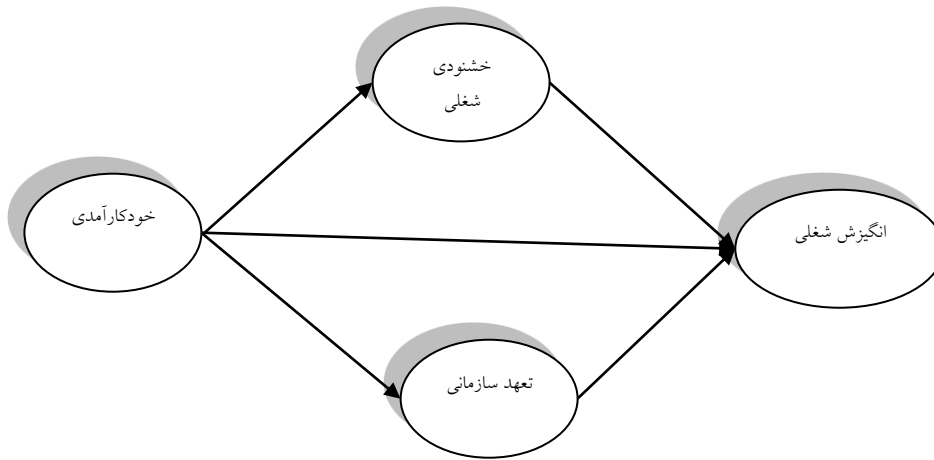 خشنودی
شغلی
خودکارآمدی
انگیزش شغلی
تعهد سازمانی